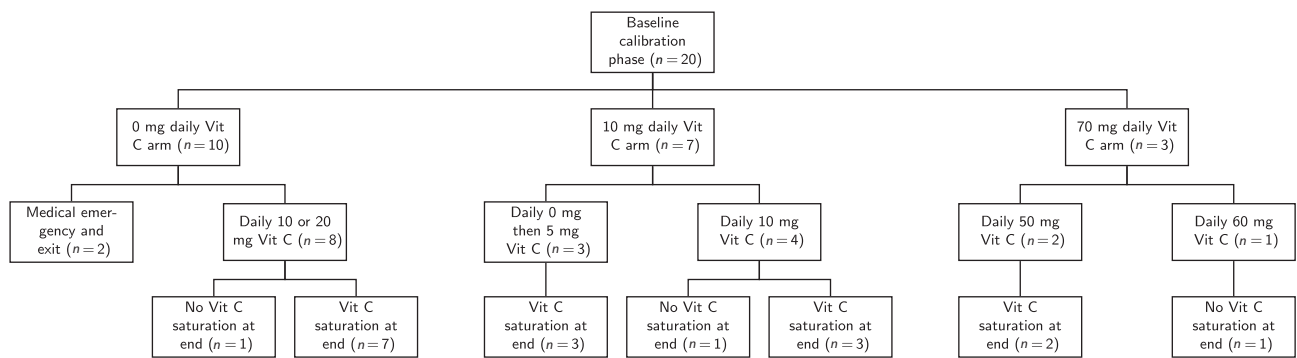 Baseline
calibration
phase (n = 20)
0 mg daily Vit
C arm (n = 10)
10 mg daily Vit
C arm (n = 7)
70 mg daily Vit
C arm (n = 3)
Medical emer-
gency and
exit (n = 2)
Daily 10 or 20
mg Vit C (n = 8)
Daily 0 mg
then 5 mg
Vit C (n = 3)
Daily 10 mg
Vit C (n = 4)
Daily 50 mg
Vit C (n = 2)
Daily 60 mg
Vit C (n = 1)
No Vit C
saturation at
end (n = 1)
Vit C
saturation at
end (n = 7)
Vit C
saturation at
end (n = 3)
No Vit C
saturation at
end (n = 1)
Vit C
saturation at
end (n = 3)
Vit C
saturation at
end (n = 2)
No Vit C
saturation at
end (n = 1)